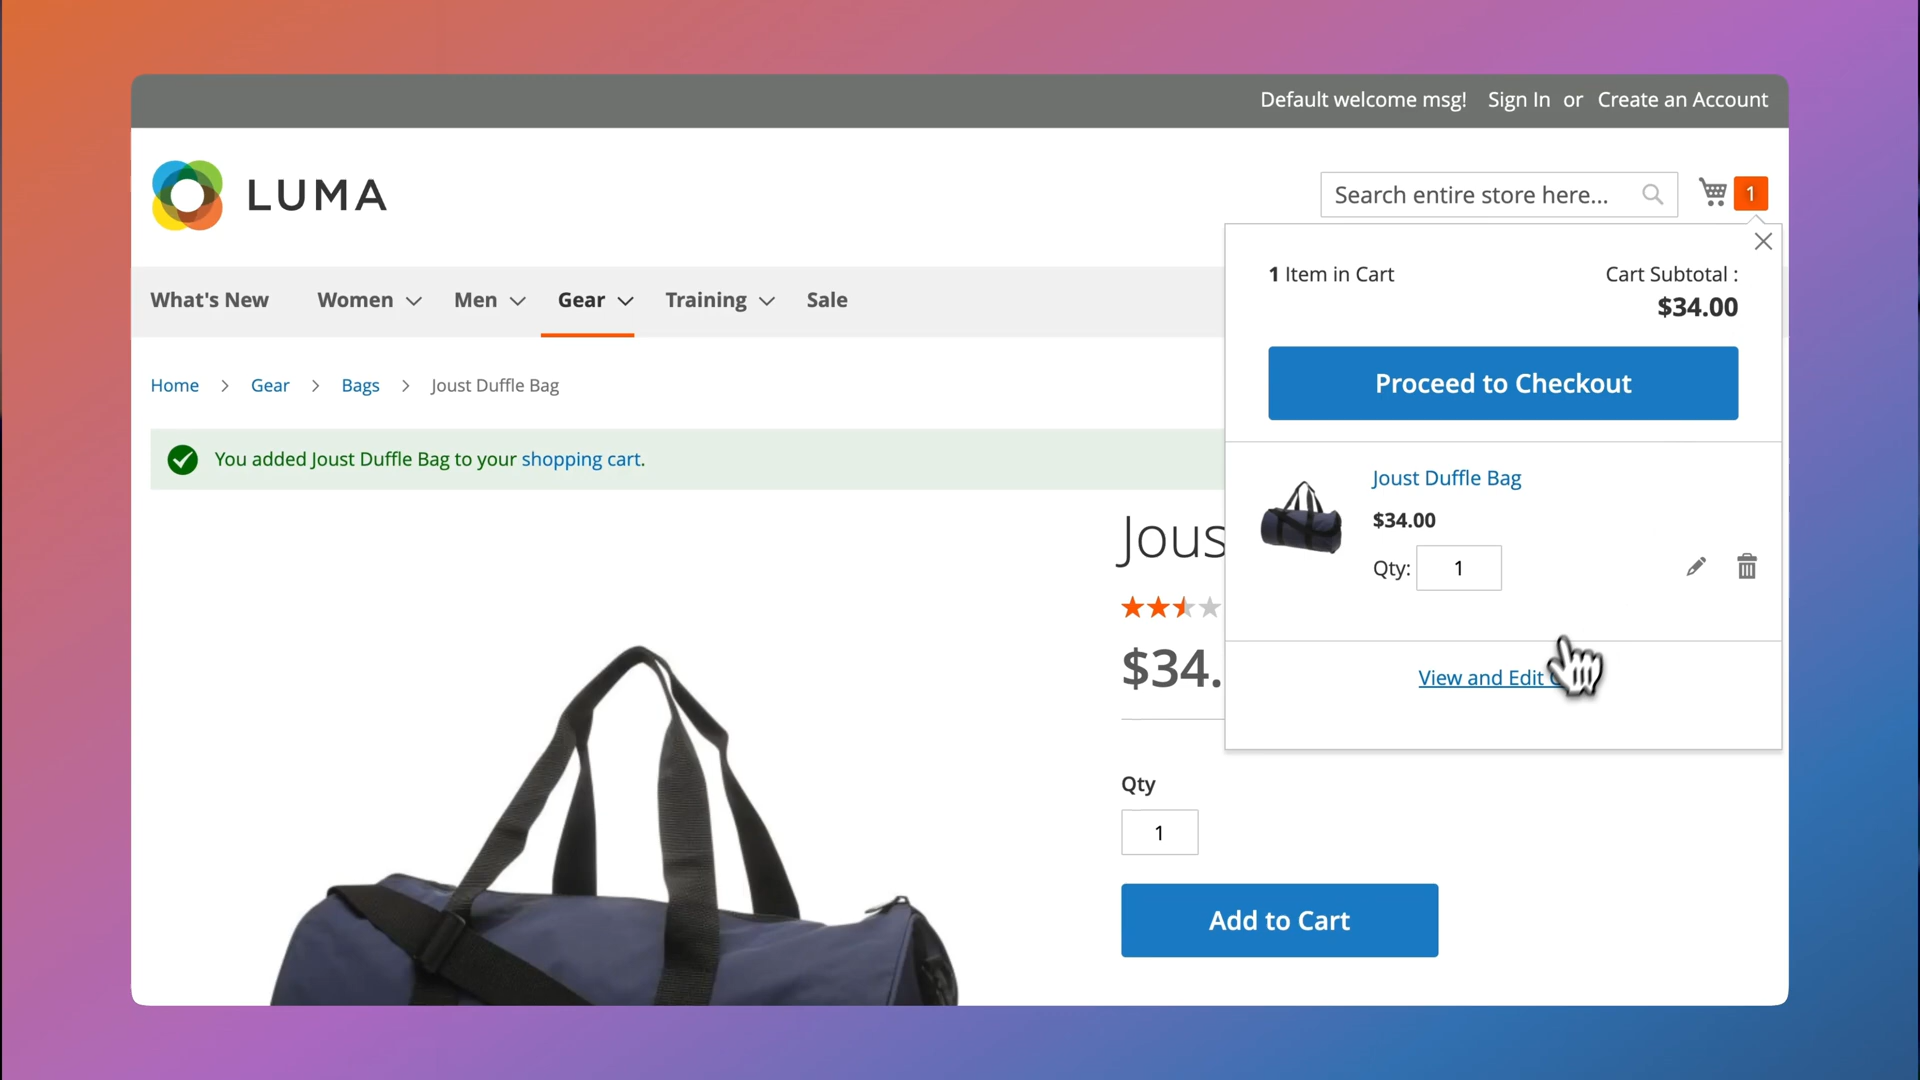 Default welcome msg! Sign In or Create an Account
LUMA
Search entire store here...
1
1 Item in Cart
Cart Subtotal :
$34.00
What's New Women Men Gear Training Sale
Proceed to Checkout
Home > Gear > Bags > Joust Duffle Bag
You added Joust Duffle Bag to your shopping cart.
Joust Duffle Bag
$34.00
Qty: 1
View and Edit
Jous
$34.
Qty
1
Add to Cart